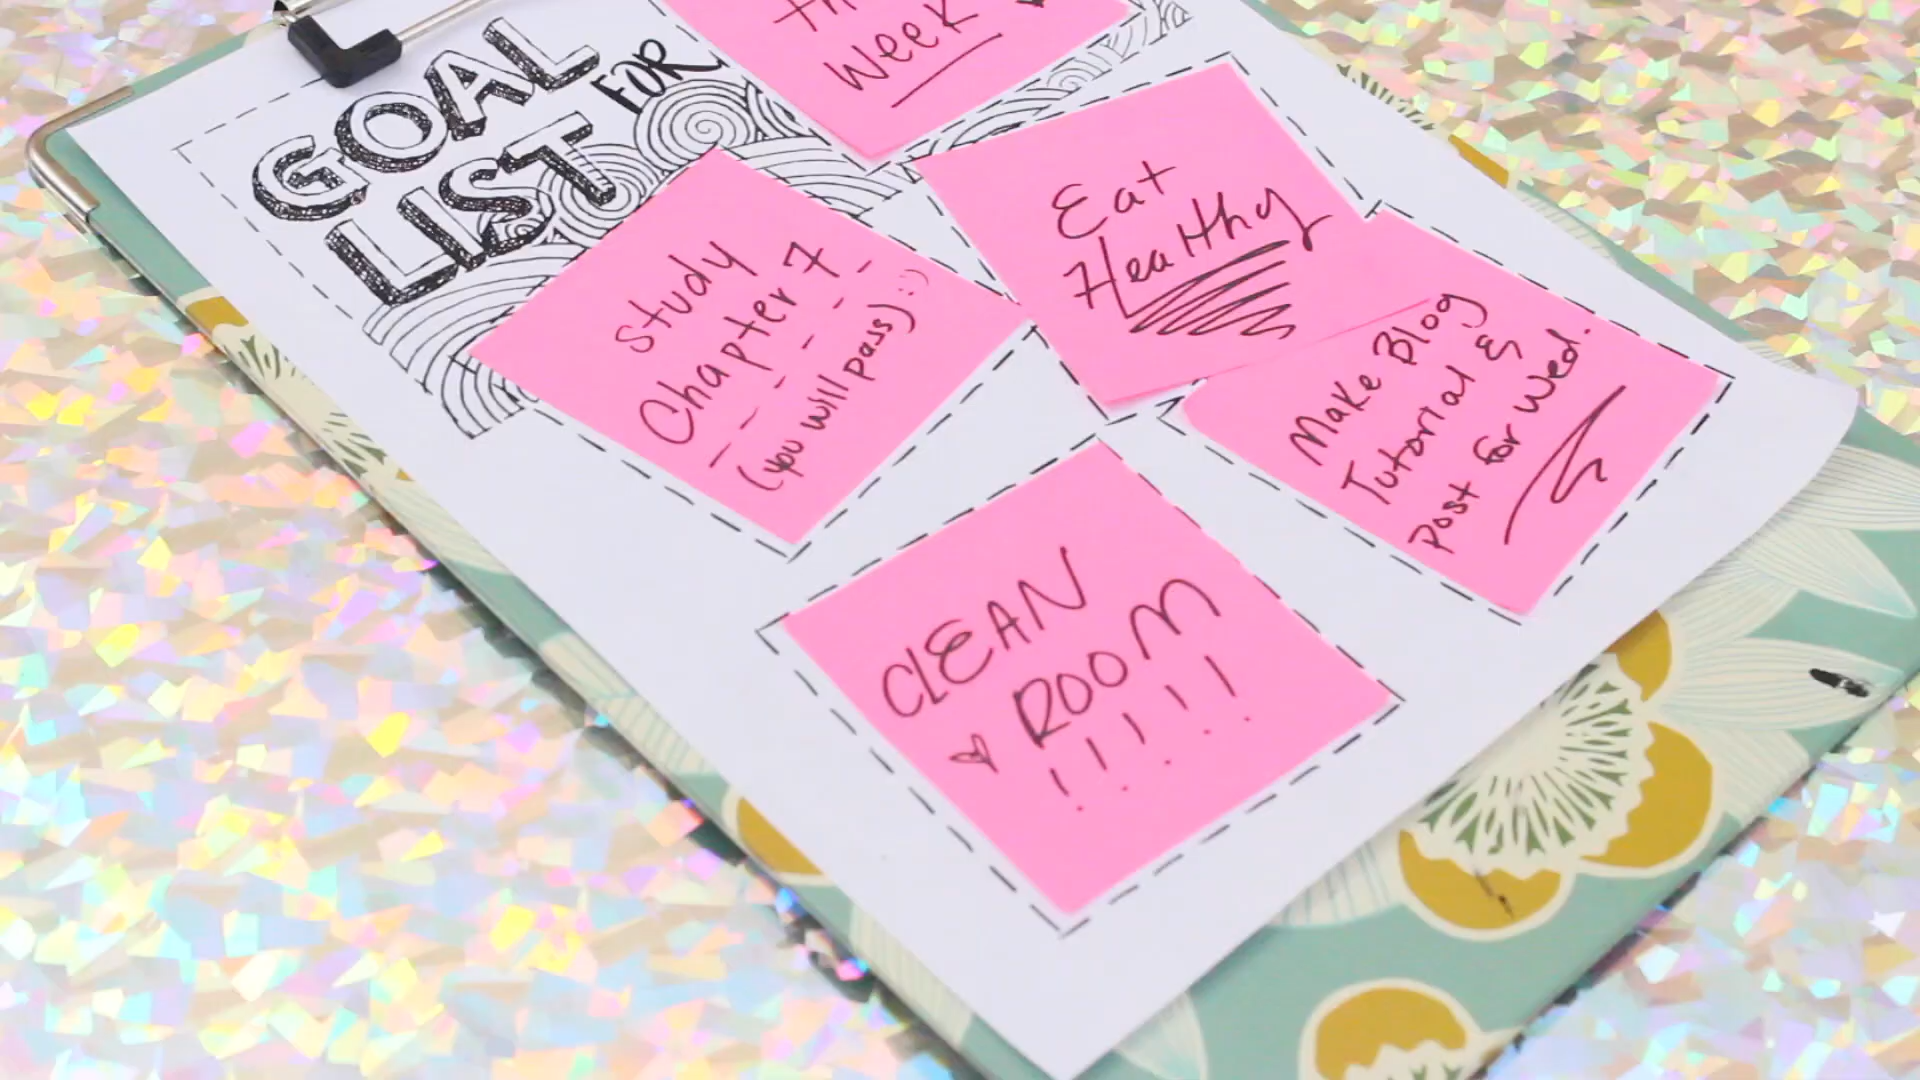 GOAL
LIST FOR
Week
Study
Chapter 7
(you will pass) :)
Eat
Healthy
Make Blog
Tutorial &
post for Wed.
CLEAN
ROOM
! ! ! ! !